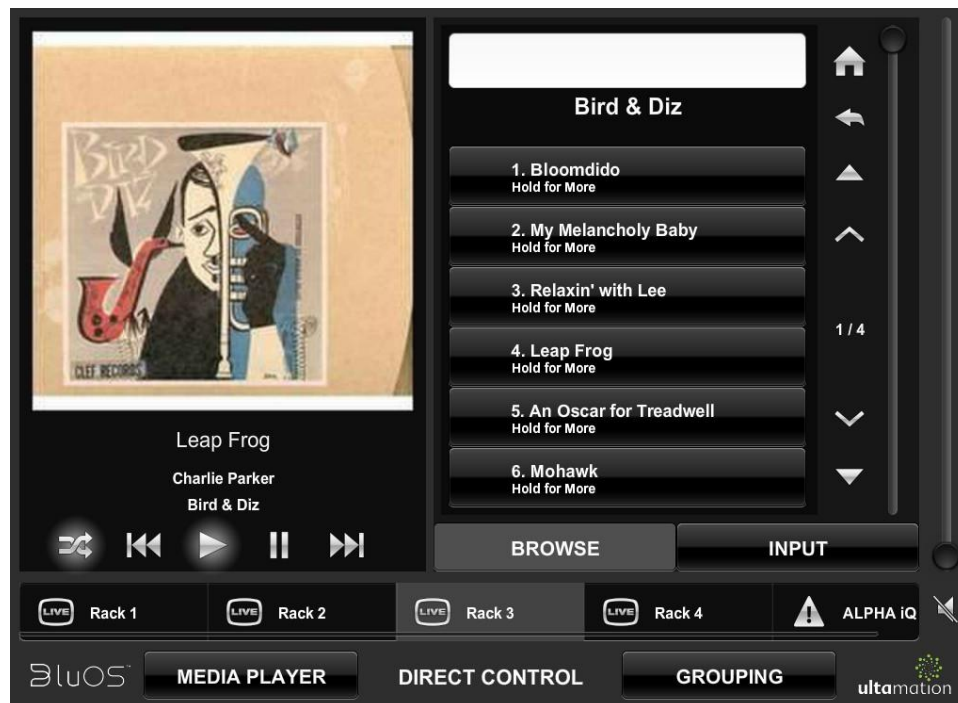 BIRD
DIZ
CLEF RECORDS
Leap Frog
Charlie Parker
Bird & Diz
Bird & Diz
1. Bloomdido
Hold for More
2. My Melancholy Baby
Hold for More
3. Relaxin' with Lee
Hold for More
4. Leap Frog
Hold for More
5. An Oscar for Treadwell
Hold for More
6. Mohawk
Hold for More
1 / 4
BROWSE
INPUT
LIVE Rack 1
LIVE Rack 2
LIVE Rack 3
LIVE Rack 4
ALPHA iQ
BluOS™
MEDIA PLAYER
DIRECT CONTROL
GROUPING
ultamation